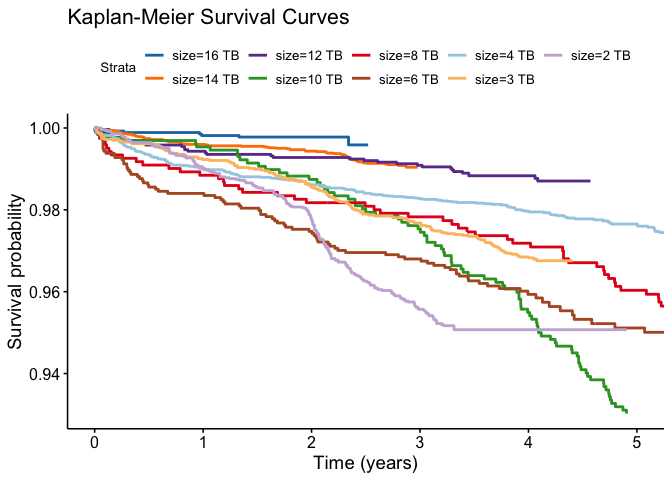 Kaplan-Meier Survival Curves
Strata
size=16 TB size=12 TB size=8 TB size=4 TB size=2 TB
size=14 TB size=10 TB size=6 TB size=3 TB
Survival probability
1.00
0.98
0.96
0.94
0 1 2 3 4 5
Time (years)